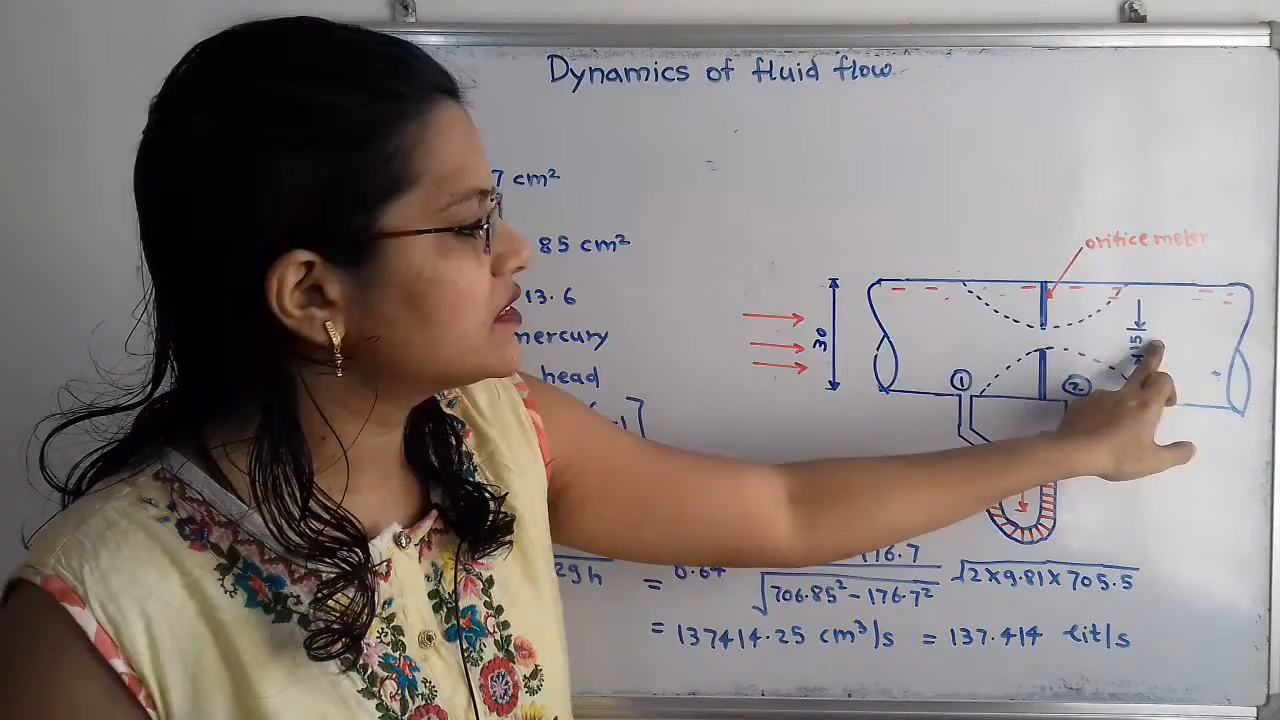 Dynamics of fluid flow
7 cm²
85 cm²
13.6
mercury
head
orifice meter
30
15
1
2
2gh = 0.64 176.7 / √706.85² - 176.7² √2×9.81×705.5
= 137414.25 cm³/s = 137.414 lit/s